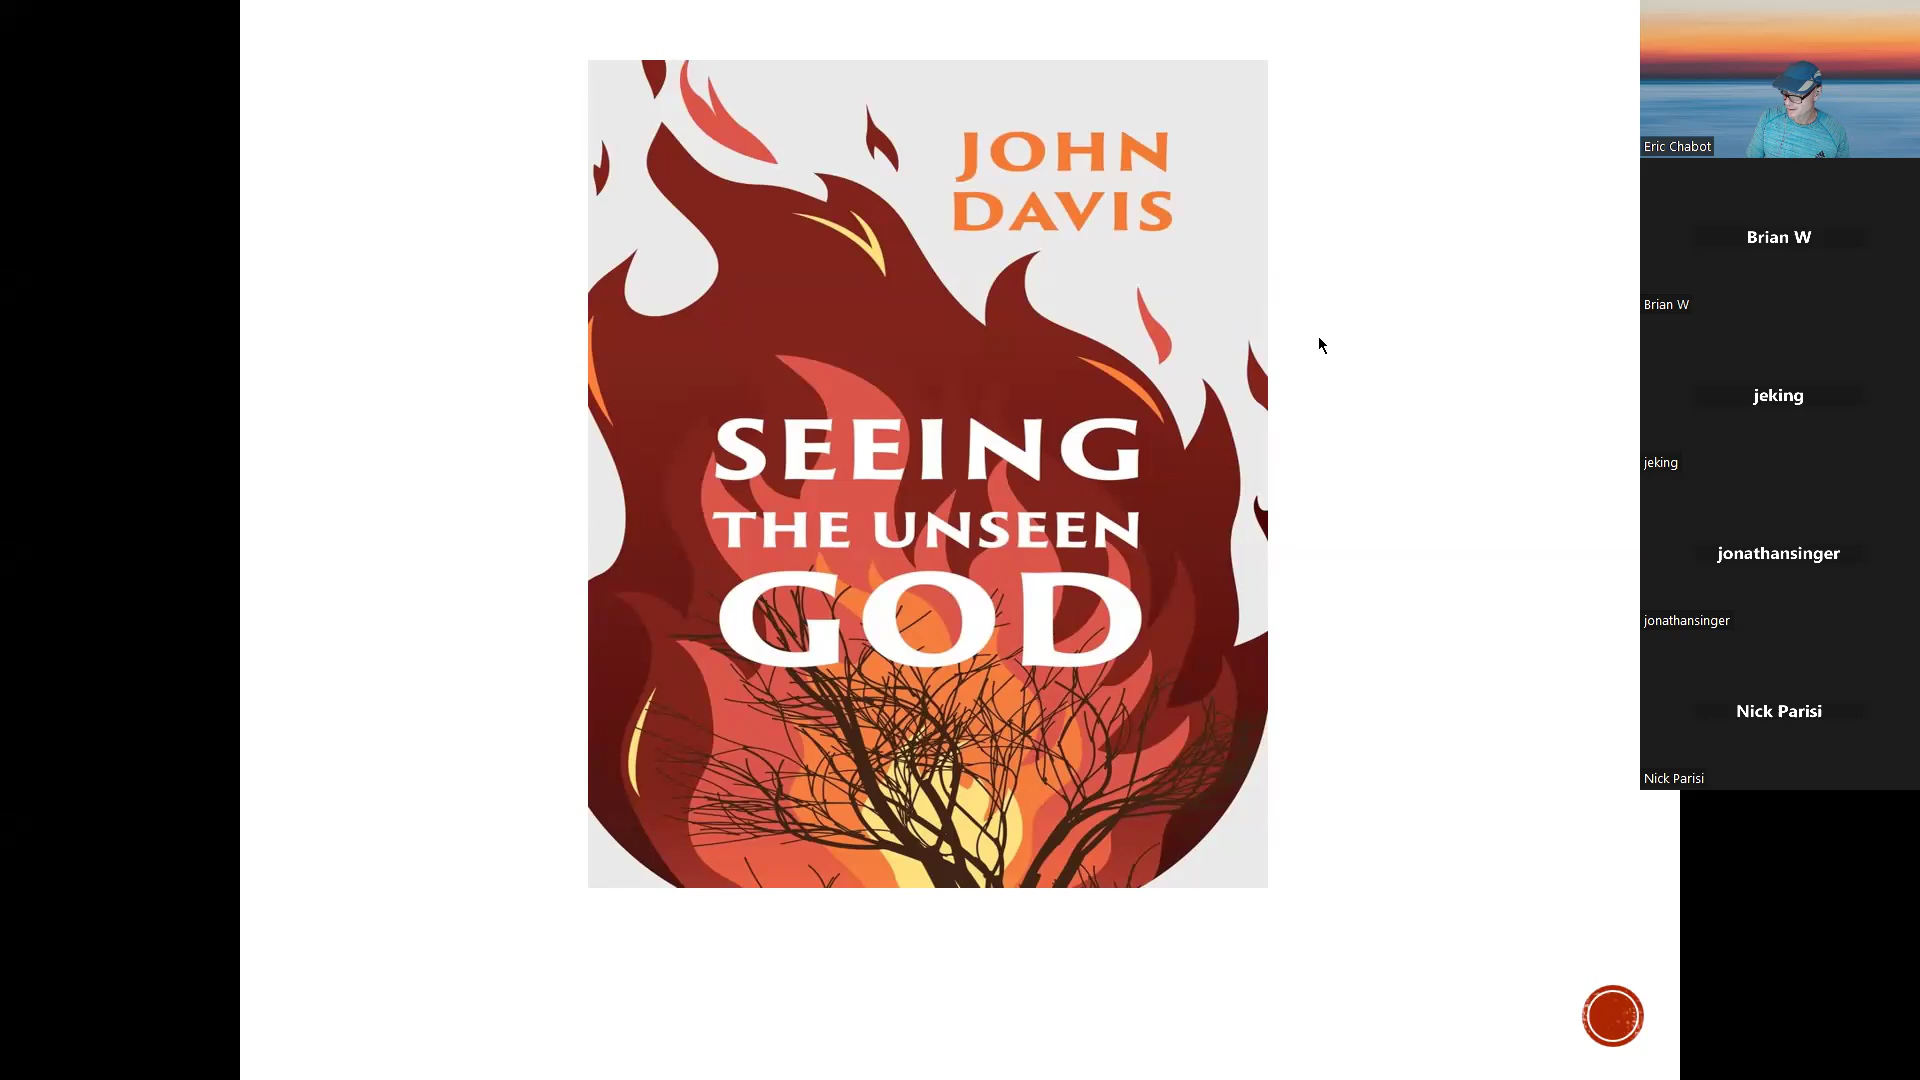 JOHN
DAVIS
SEEING
THE UNSEEN
GOD
Eric Chabot
Brian W
Brian W
jeking
jeking
jonathansinger
jonathansinger
Nick Parisi
Nick Parisi